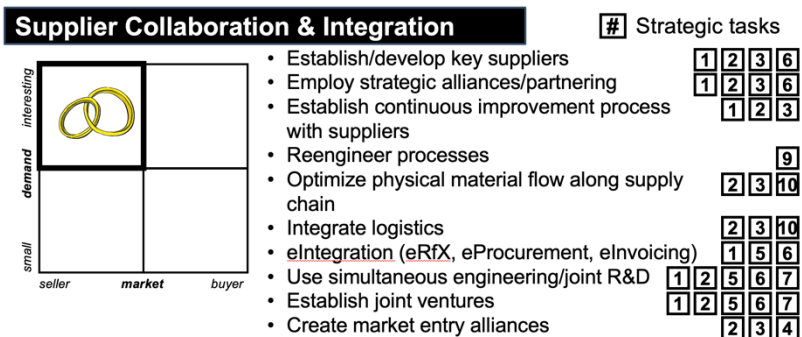 Supplier Collaboration & Integration
# Strategic tasks
interesting
demand
small
seller market buyer
• Establish/develop key suppliers 1 2 3 6
• Employ strategic alliances/partnering 1 2 3 6
• Establish continuous improvement process 1 2 3
with suppliers
• Reengineer processes 9
• Optimize physical material flow along supply 2 3 10
chain
• Integrate logistics 2 3 10
• eIntegration (eRfX, eProcurement, eInvoicing) 1 5 6
• Use simultaneous engineering/joint R&D 1 2 5 6 7
• Establish joint ventures 1 2 5 6 7
• Create market entry alliances 2 3 4